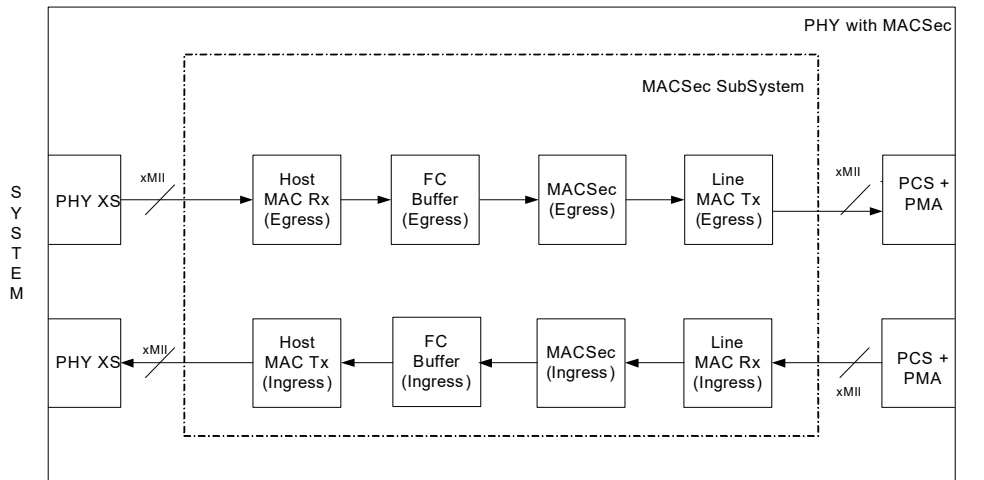 PHY with MACSec
MACSec SubSystem
S
Y
S
T
E
M
PHY XS
xMII
Host
MAC Rx
(Egress)
FC
Buffer
(Egress)
MACSec
(Egress)
Line
MAC Tx
(Egress)
xMII
PCS +
PMA
PHY XS
xMII
Host
MAC Tx
(Ingress)
FC
Buffer
(Ingress)
MACSec
(Ingress)
Line
MAC Rx
(Ingress)
xMII
PCS +
PMA